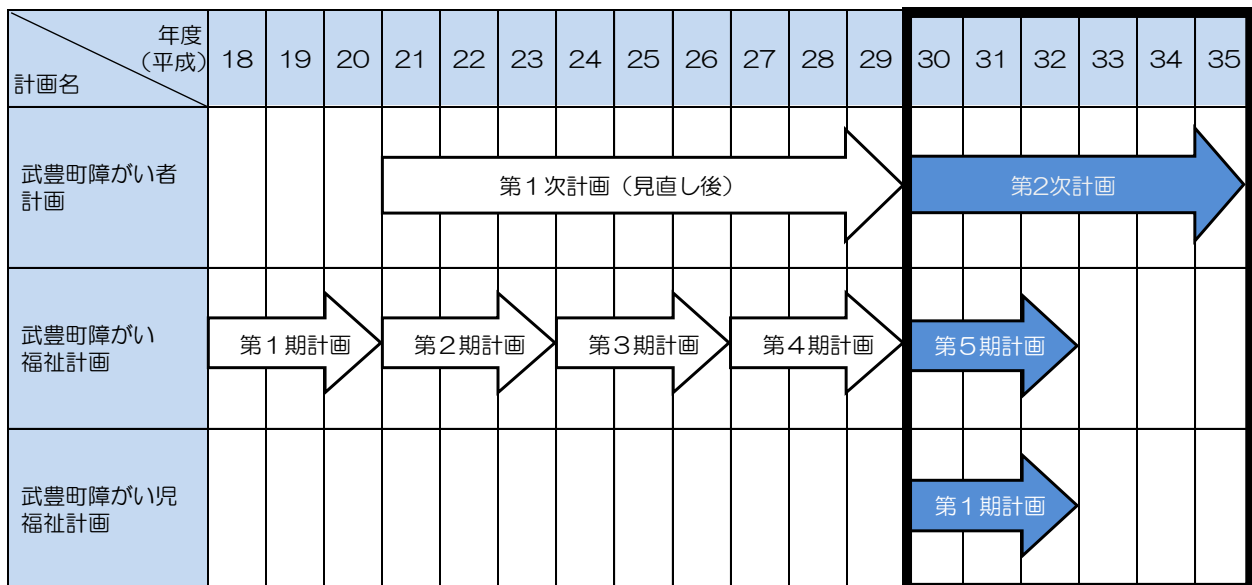 年度
（平成）
計画名
18 19 20 21 22 23 24 25 26 27 28 29 30 31 32 33 34 35
武豊町障がい者
計画
第１次計画（見直し後）
第2次計画
武豊町障がい
福祉計画
第１期計画
第２期計画
第３期計画
第４期計画
第５期計画
武豊町障がい児
福祉計画
第１期計画